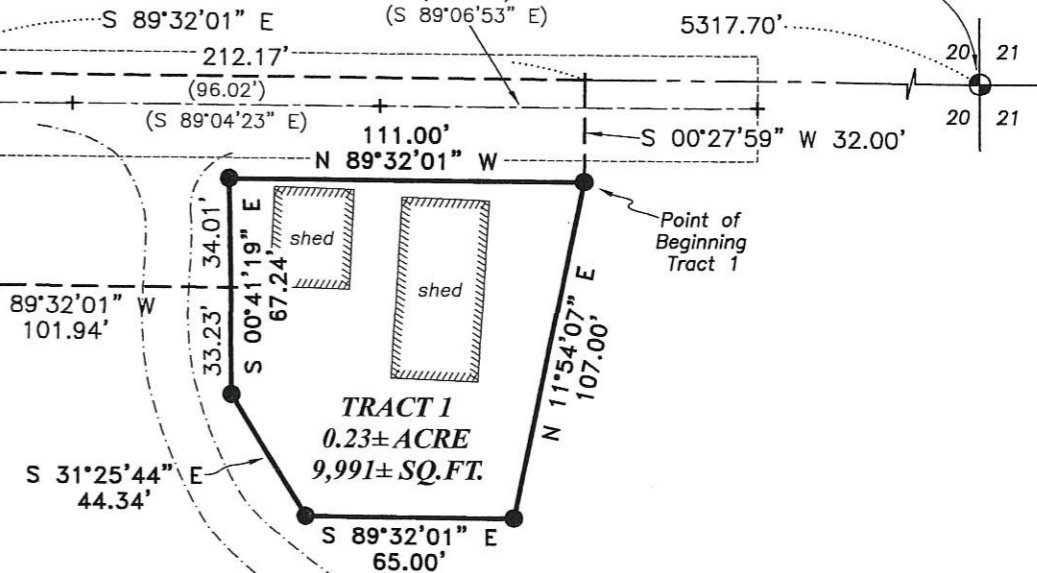 S 89°32'01" E
(S 89°06'53" E)
5317.70'
20 21
212.17'
(96.02')
20 21
(S 89°04'23" E)
111.00'
S 00°27'59" W 32.00'
N 89°32'01" W
Point of
Beginning
Tract 1
34.01'
S 00°41'19" E
67.24'
shed
shed
89°32'01" W
101.94'
33.23'
N 11°54'07" E
107.00'
TRACT 1
0.23± ACRE
9,991± SQ.FT.
S 31°25'44" E
44.34'
S 89°32'01" E
65.00'